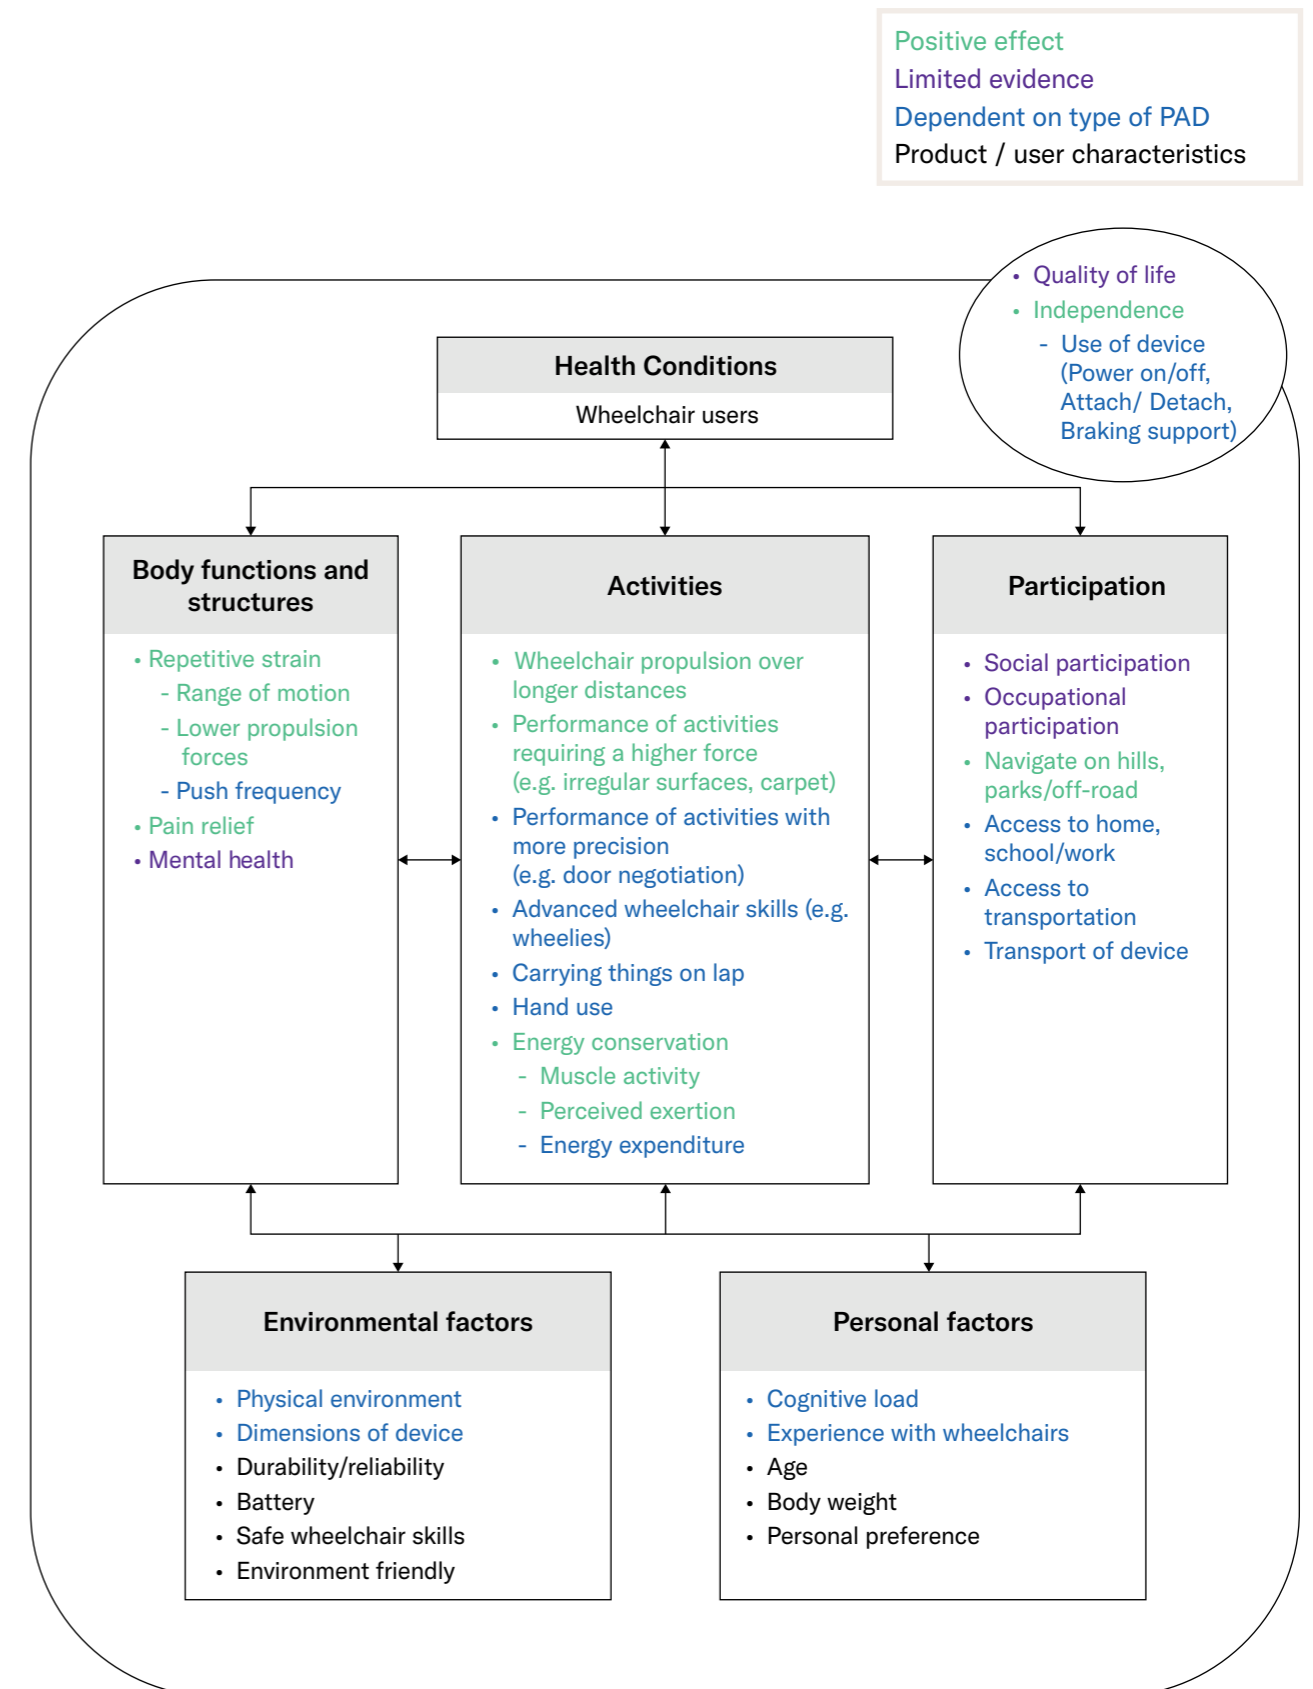 Positive effect
Limited evidence
Dependent on type of PAD
Product / user characteristics
• Quality of life
• Independence
- Use of device
(Power on/off,
Attach/ Detach,
Braking support)
Health Conditions
Wheelchair users
Body functions and
structures
• Repetitive strain
- Range of motion
- Lower propulsion
forces
- Push frequency
• Pain relief
• Mental health
Activities
• Wheelchair propulsion over
longer distances
• Performance of activities
requiring a higher force
(e.g. irregular surfaces, carpet)
• Performance of activities with
more precision
(e.g. door negotiation)
• Advanced wheelchair skills (e.g.
wheelies)
• Carrying things on lap
• Hand use
• Energy conservation
- Muscle activity
- Perceived exertion
- Energy expenditure
Participation
• Social participation
• Occupational
participation
• Navigate on hills,
parks/off-road
• Access to home,
school/work
• Access to
transportation
• Transport of device
Environmental factors
• Physical environment
• Dimensions of device
• Durability/reliability
• Battery
• Safe wheelchair skills
• Environment friendly
Personal factors
• Cognitive load
• Experience with wheelchairs
• Age
• Body weight
• Personal preference